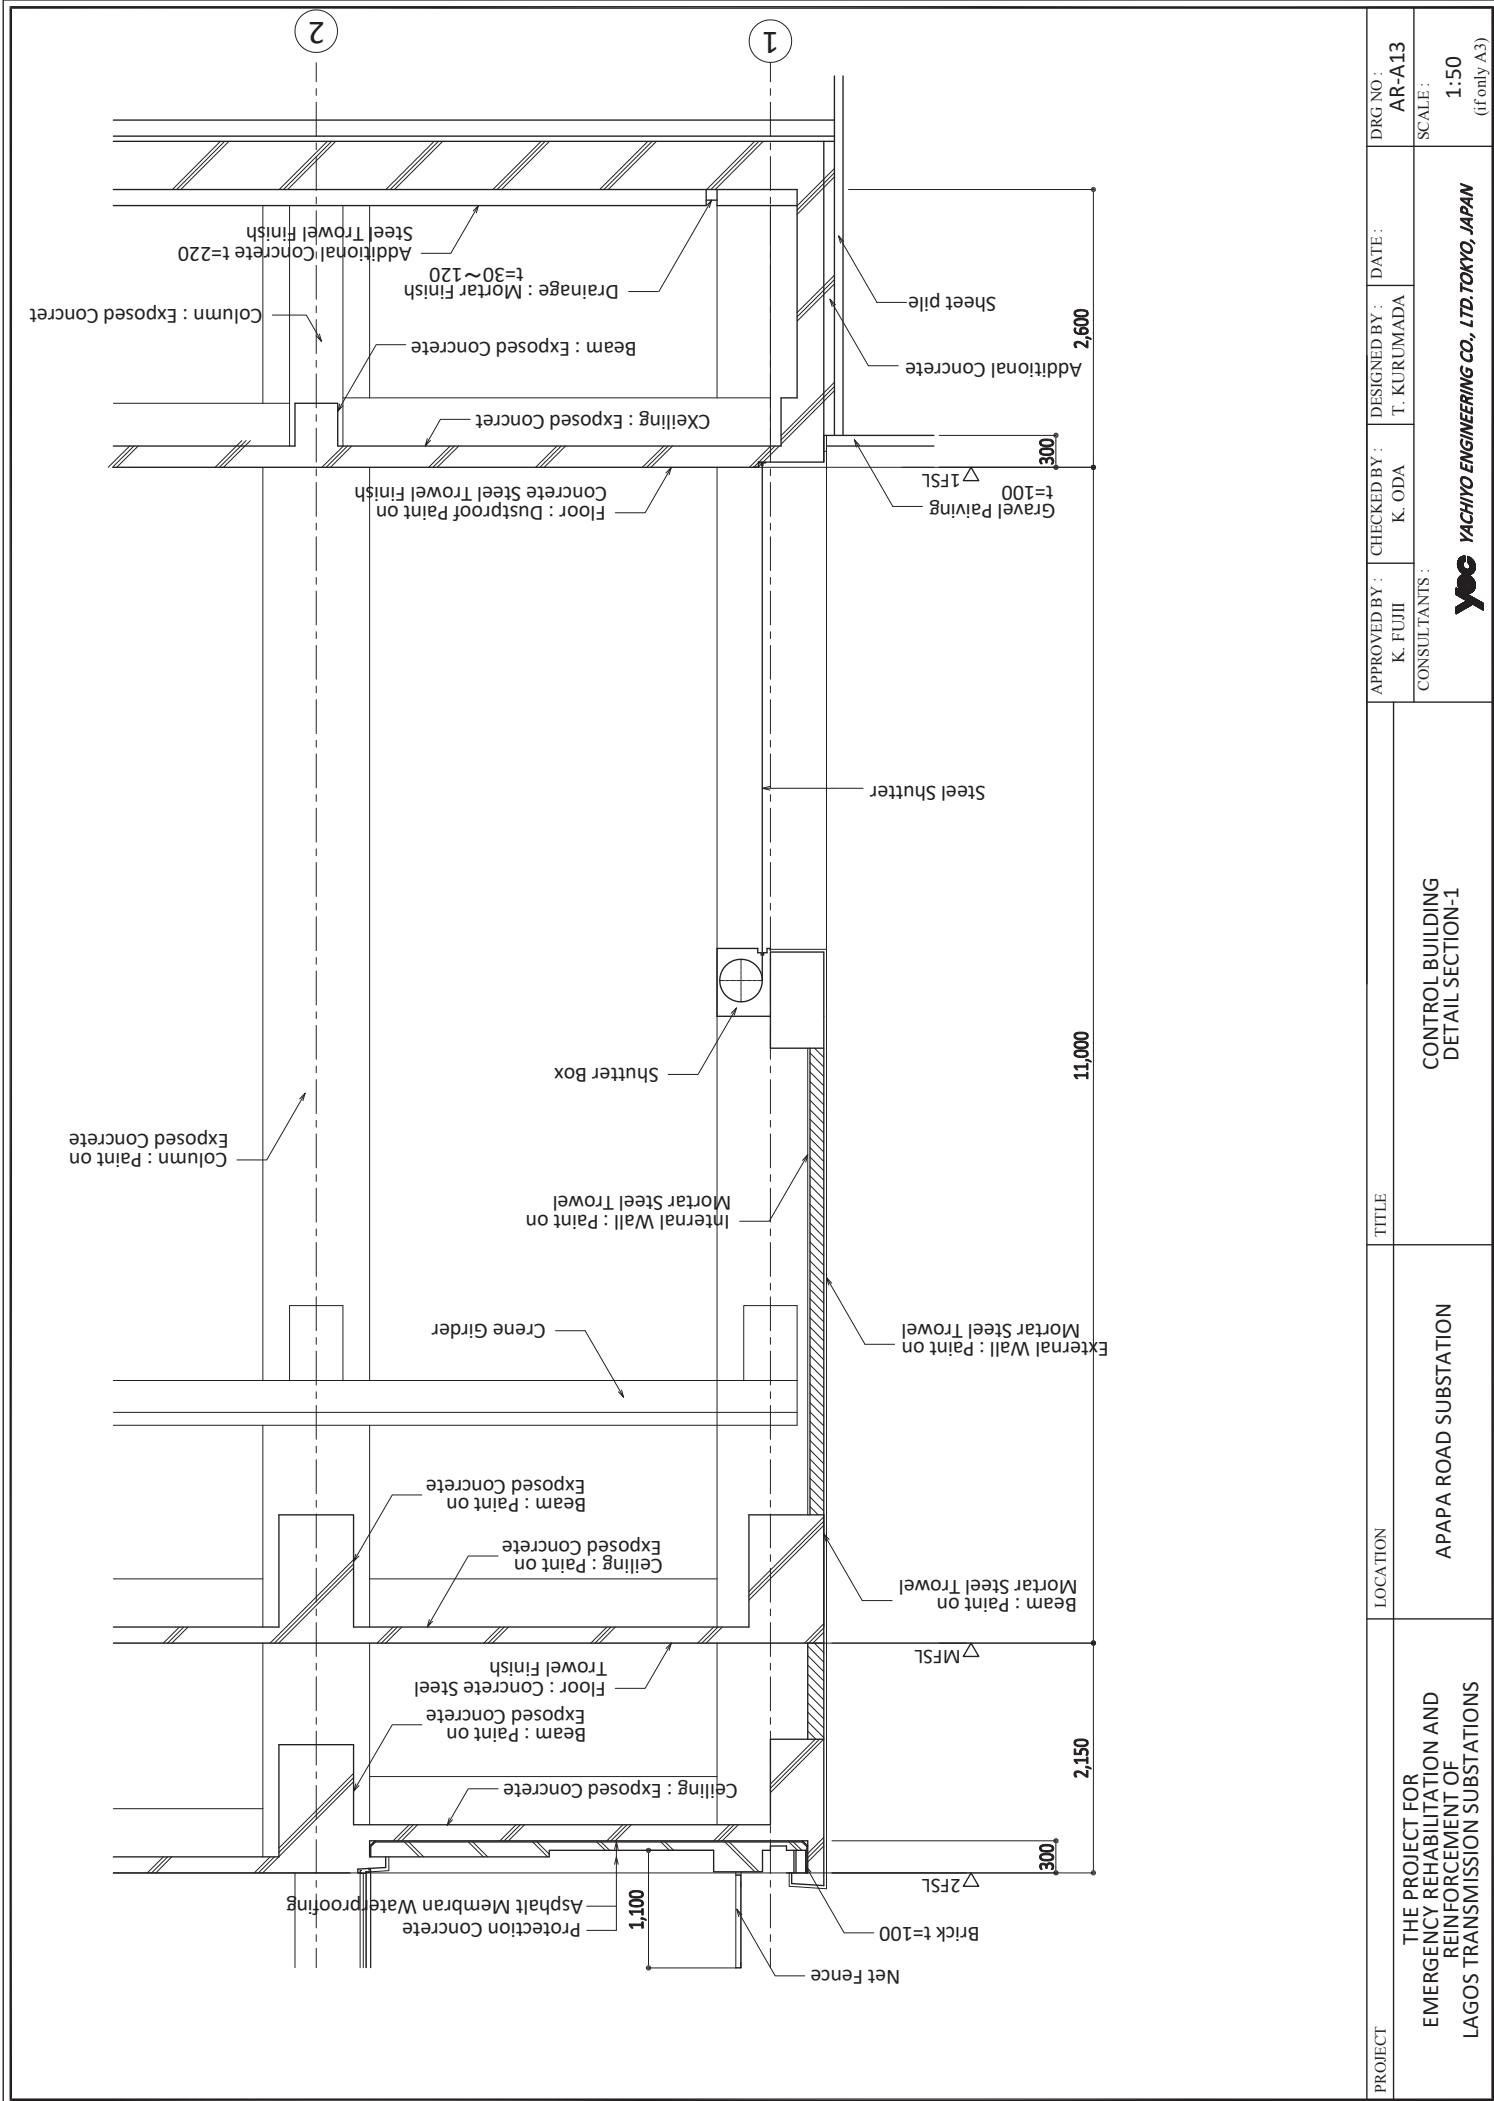 2
1
Additional Concrete t=220
Steel Trowel Finish
Drainage : Mortar Finish
t=30~120
Column : Exposed Concret
Beam : Exposed Concrete
CXeiling : Exposed Concret
Floor : Dustproof Paint on
Concrete Steel Trowel Finish
Sheet pile
Additional Concrete
2,600
300
1FSL
Gravel Paiving
t=100
Steel Shutter
Shutter Box
11,000
Column : Paint on
Exposed Concrete
Internal Wall : Paint on
Mortar Steel Trowel
External Wall : Paint on
Mortar Steel Trowel
Crene Girder
Beam : Paint on
Exposed Concrete
Ceiling : Paint on
Exposed Concrete
Beam : Paint on
Mortar Steel Trowel
MFSL
Floor : Concrete Steel
Trowel Finish
Beam : Paint on
Exposed Concrete
Ceiling : Exposed Concrete
2,150
300
2FSL
Protection Concrete
Asphalt Membran Waterproofing
1,100
Brick t=100
Net Fence
PROJECT
THE PROJECT FOR
EMERGENCY REHABILITATION AND
REINFORCEMENT OF
LAGOS TRANSMISSION SUBSTATIONS
LOCATION
APAPA ROAD SUBSTATION
TITLE
CONTROL BUILDING
DETAIL SECTION-1
APPROVED BY :
K. FUJII
CHECKED BY :
K. ODA
DESIGNED BY :
T. KURUMADA
DATE :
DRG NO :
AR-A13
CONSULTANTS :
yec YACHIYO ENGINEERING CO., LTD.TOKYO, JAPAN
SCALE :
1:50
(if only A3)